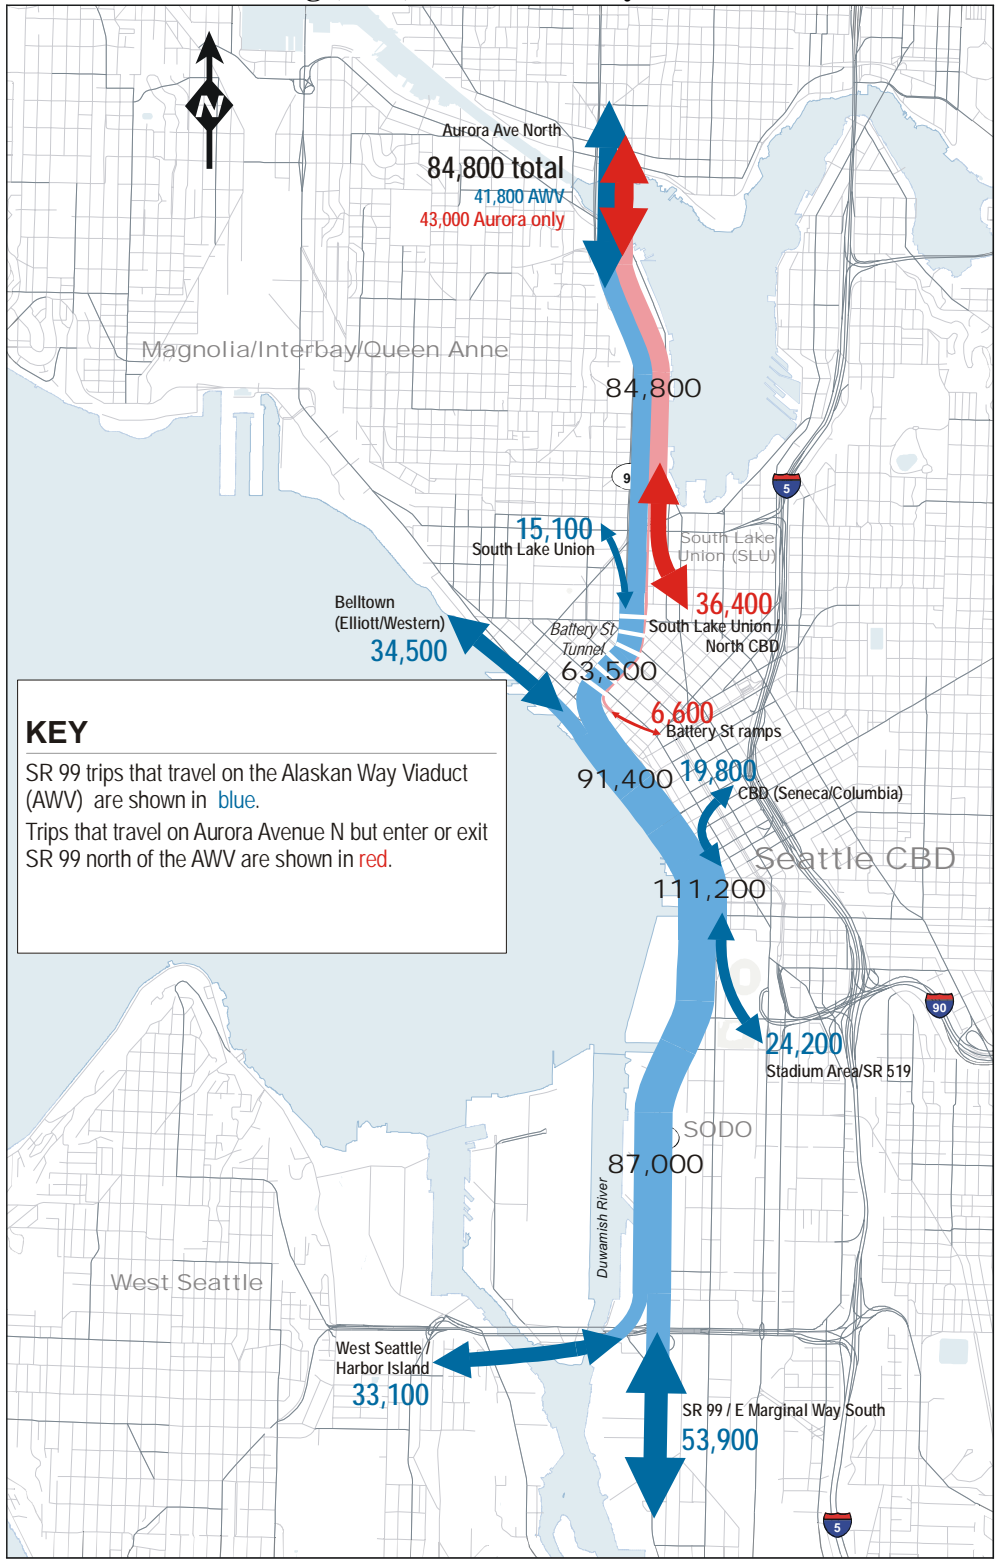 N
Aurora Ave North
84,800 total
41,800 AWV
43,000 Aurora only
Magnolia/Interbay/Queen Anne
84,800
9
5
15,100
South Lake Union
South Lake
Union (SLU)
Belltown
(Elliott/Western)
34,500
36,400
South Lake Union /
North CBD
Battery St
Tunnel
63,500
6,600
Battery St ramps
KEY
SR 99 trips that travel on the Alaskan Way Viaduct
(AWV) are shown in blue.
Trips that travel on Aurora Avenue N but enter or exit
SR 99 north of the AWV are shown in red.
91,400
19,800
CBD (Seneca/Columbia)
Seattle CBD
111,200
90
24,200
Stadium Area/SR 519
SODO
87,000
Duwamish River
West Seattle
West Seattle /
Harbor Island
33,100
SR 99 / E Marginal Way South
53,900
5